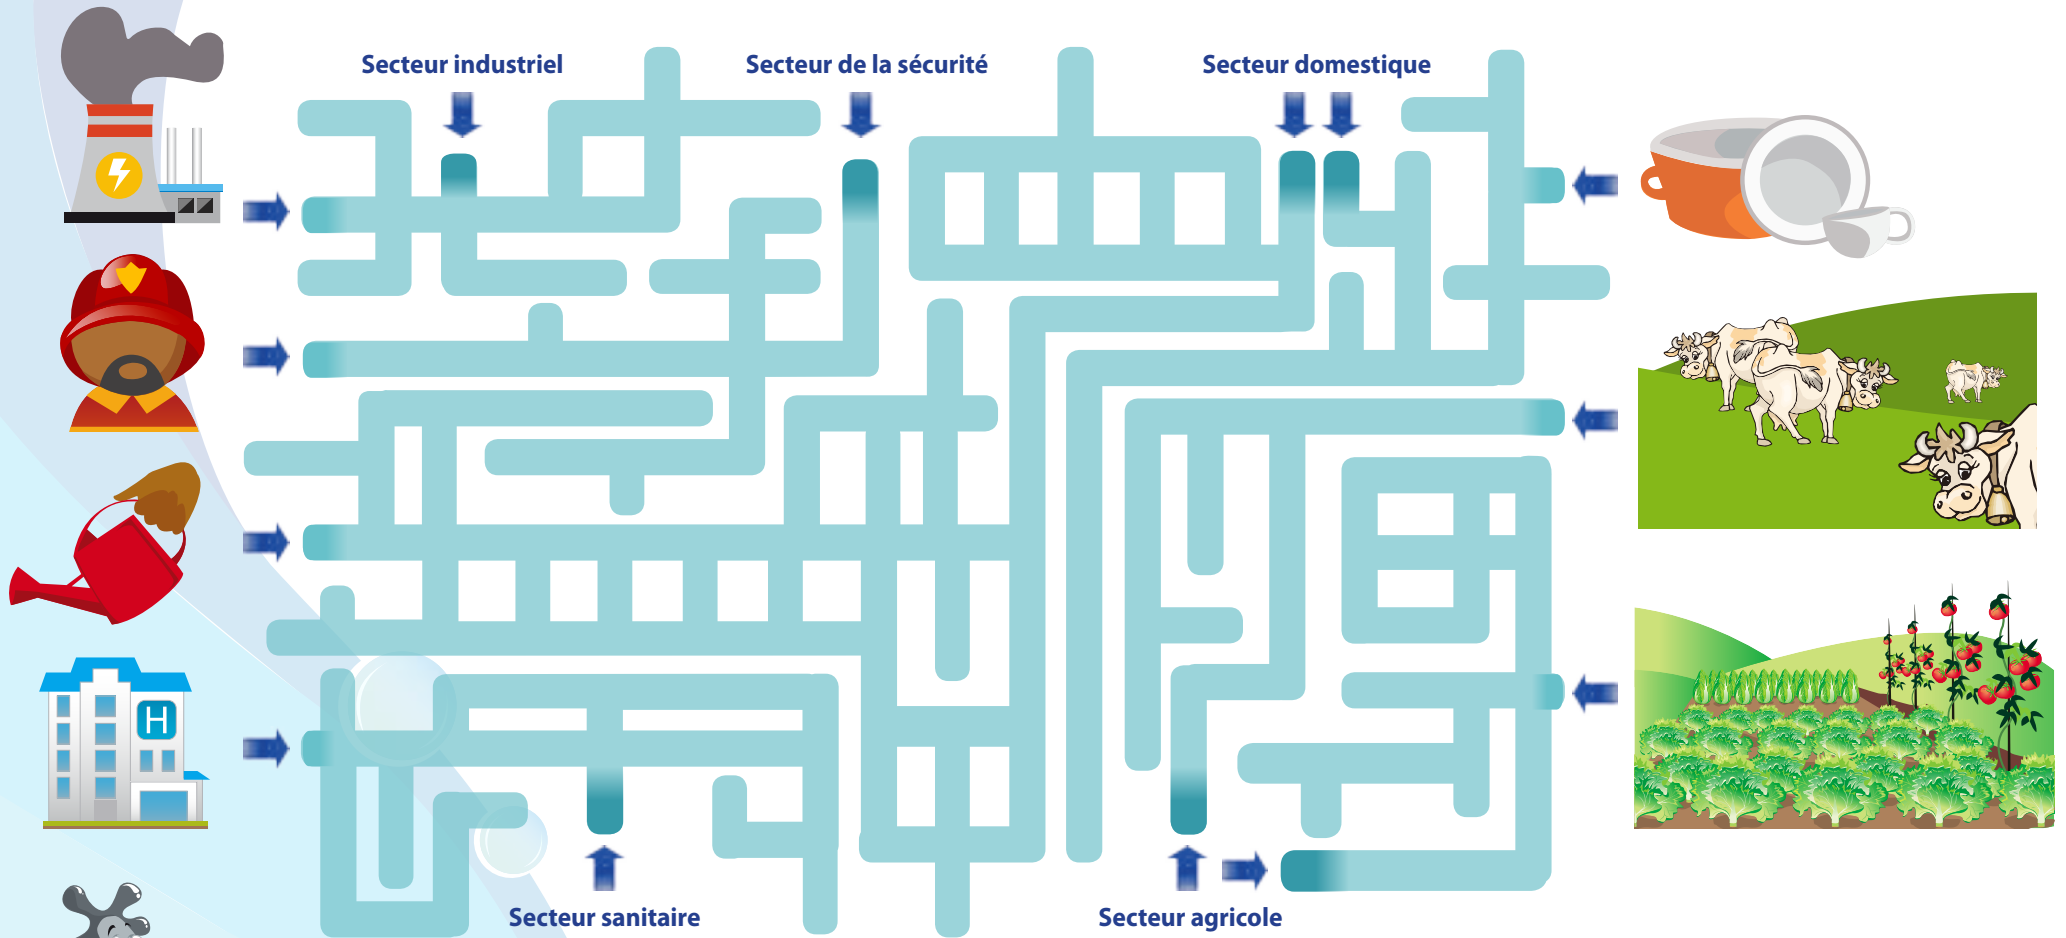 Secteur industriel
Secteur de la sécurité
Secteur domestique
H
Secteur sanitaire
Secteur agricole